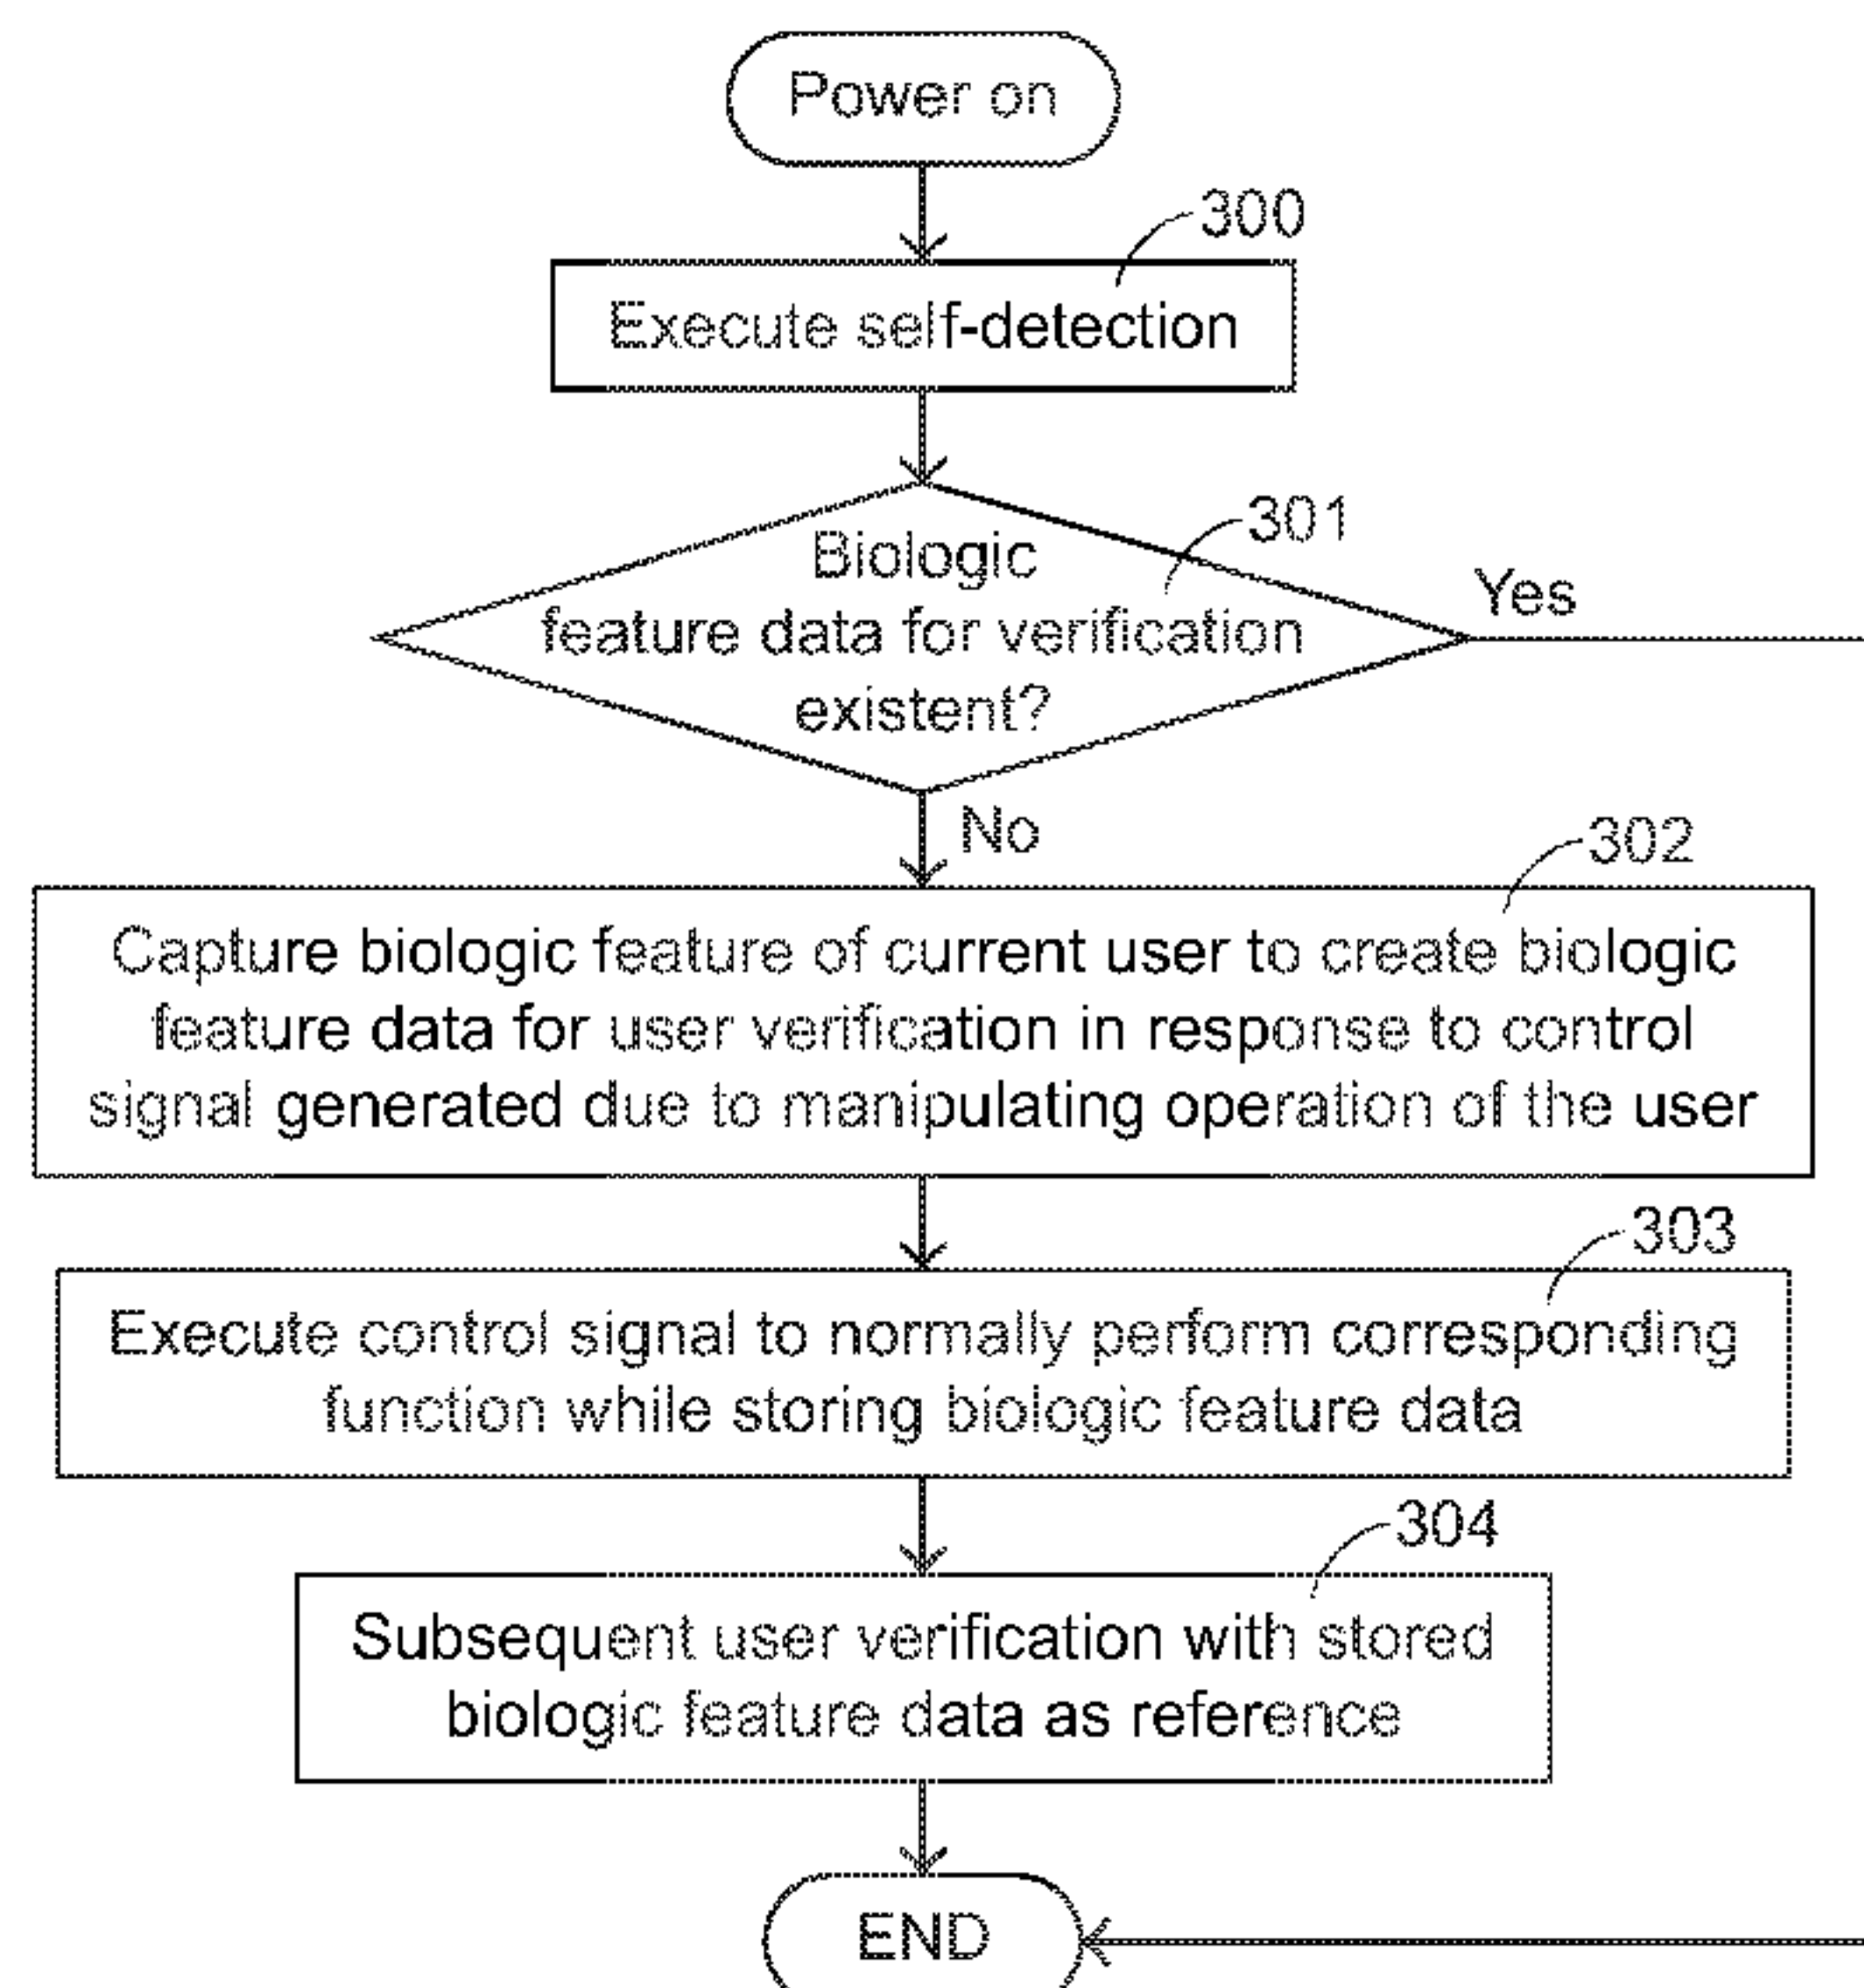 Power on
300
Execute self-detection
301
Biologic
feature data for verification
existent?
Yes
No
302
Capture biologic feature of current user to create biologic
feature data for user verification in response to control
signal generated due to manipulating operation of the user
303
Execute control signal to normally perform corresponding
function while storing biologic feature data
304
Subsequent user verification with stored
biologic feature data as reference
END